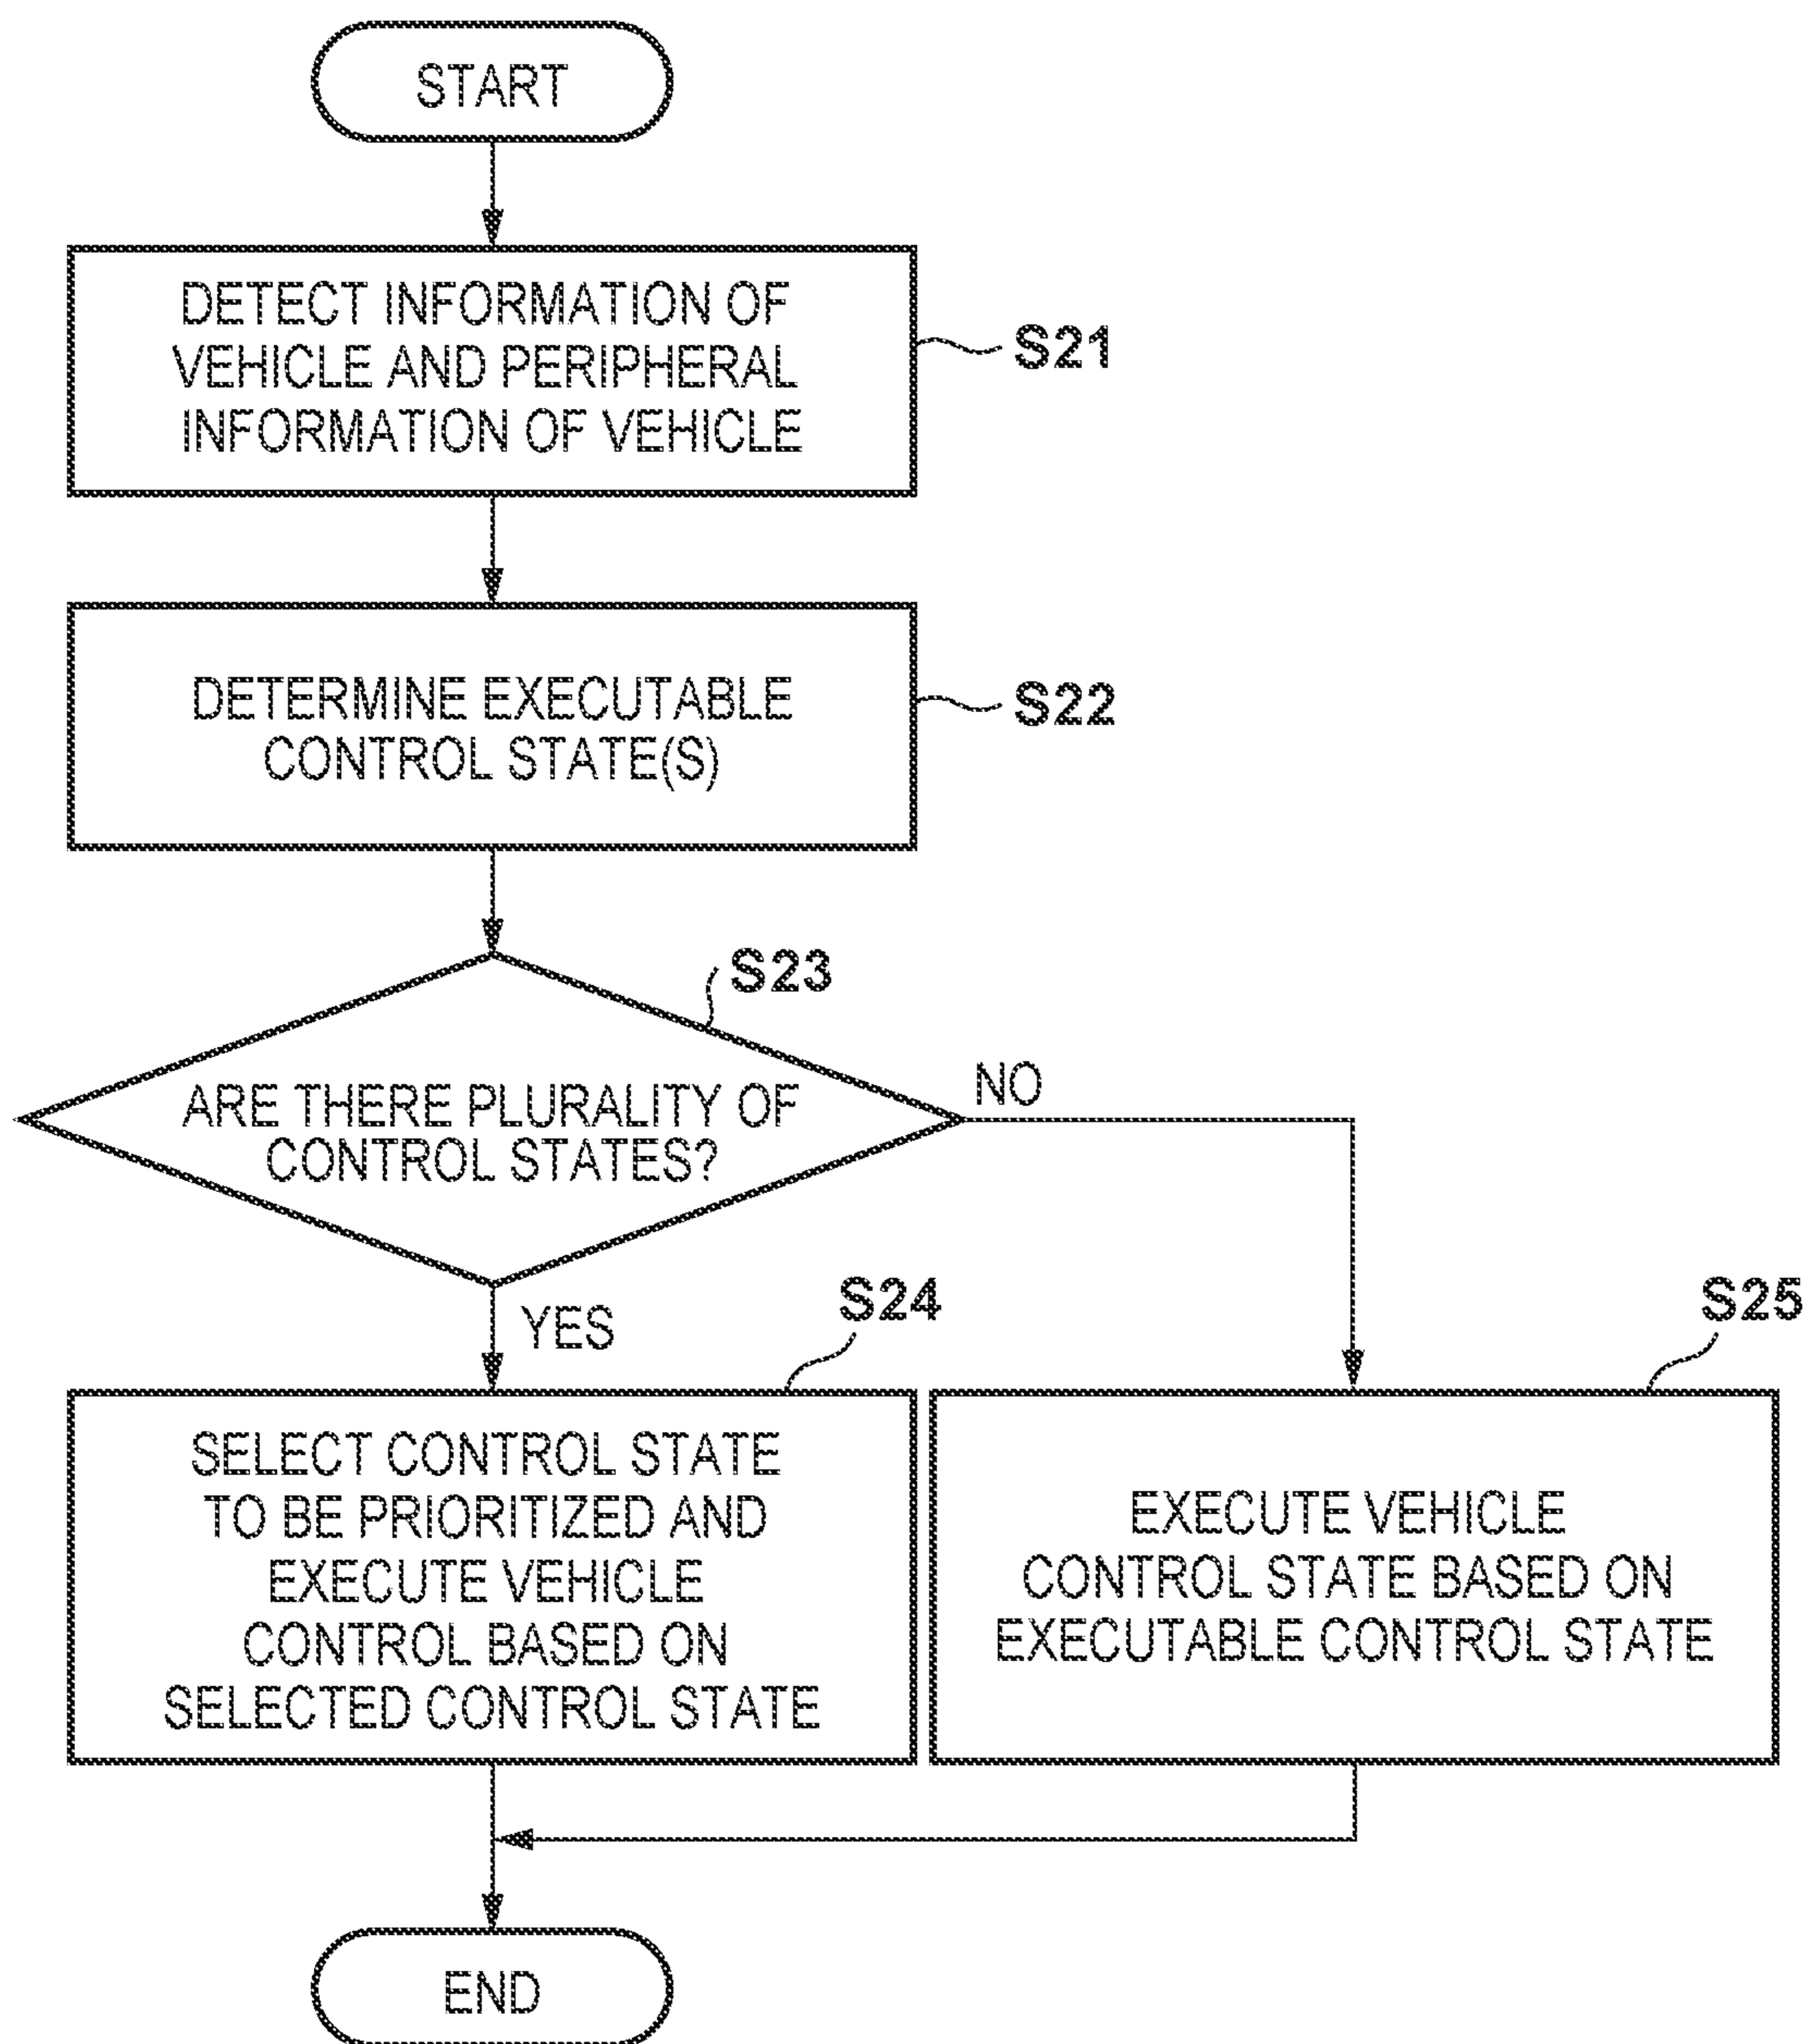 START
DETECT INFORMATION OF
VEHICLE AND PERIPHERAL
INFORMATION OF VEHICLE
S21
DETERMINE EXECUTABLE
CONTROL STATE(S)
S22
S23
ARE THERE PLURALITY OF
CONTROL STATES?
NO
YES
S24
SELECT CONTROL STATE
TO BE PRIORITIZED AND
EXECUTE VEHICLE
CONTROL BASED ON
SELECTED CONTROL STATE
S25
EXECUTE VEHICLE
CONTROL STATE BASED ON
EXECUTABLE CONTROL STATE
END